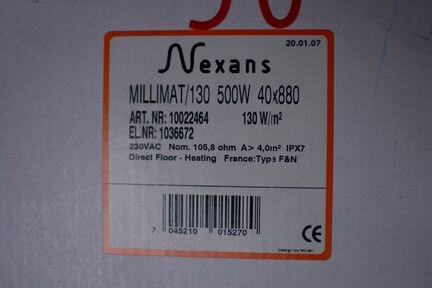 20.01.07
Nexans
MILLIMAT/130 500W 40x880
ART. NR: 10022464 130 W/m²
EL.NR: 1036672
230VAC Nom. 105,8 ohm A> 4,0m² IPX7
Direct Floor - Heating France:Type F&N
7 045210 015270
CE